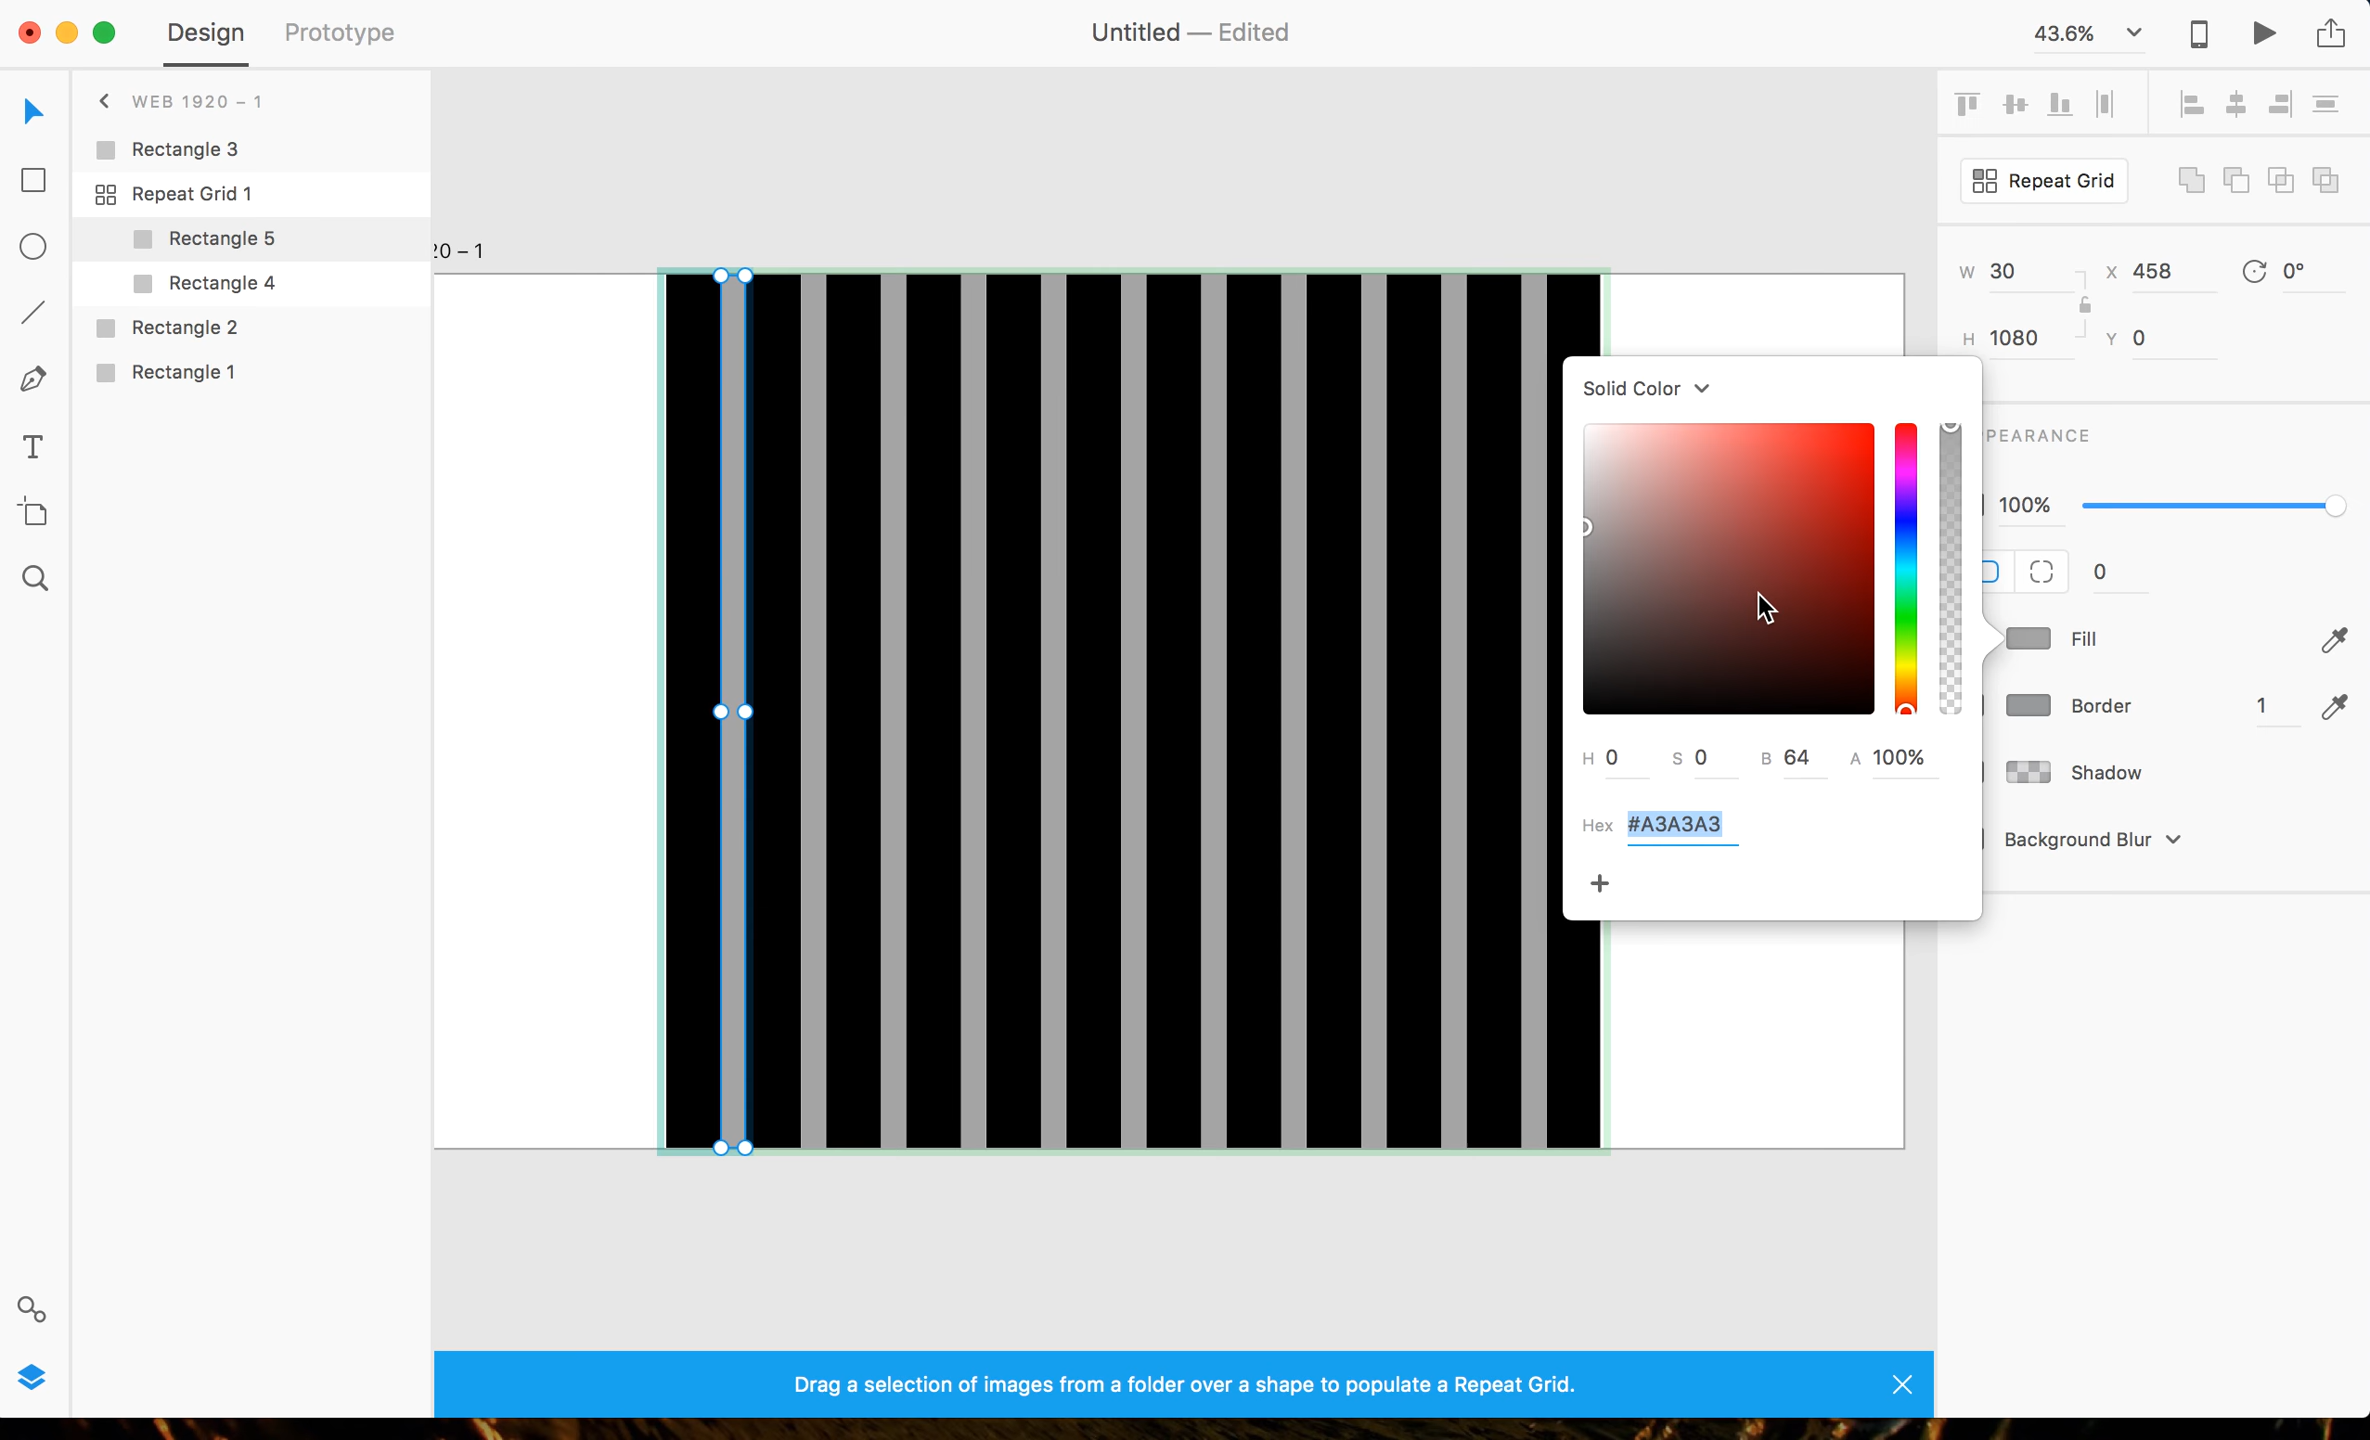 Design Prototype Untitled — Edited 43.6%
WEB 1920 – 1
Rectangle 3
Repeat Grid 1
Rectangle 5
Rectangle 4
Rectangle 2
Rectangle 1
20 – 1
Repeat Grid
W 30 X 458 0°
H 1080 Y 0
Solid Color
PEARANCE
100%
0
Fill
Border 1
Shadow
Background Blur
H 0 S 0 B 64 A 100%
Hex #A3A3A3
Drag a selection of images from a folder over a shape to populate a Repeat Grid.